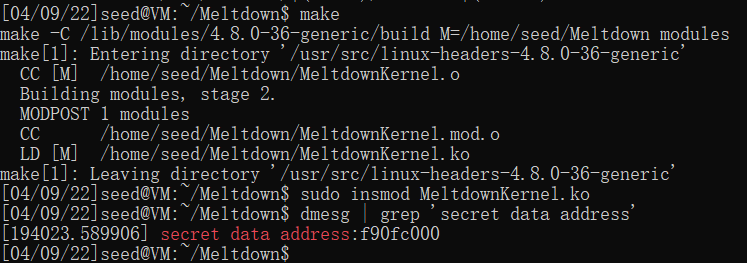 [04/09/22]seed@VM:~/Meltdown$ make
make -C /lib/modules/4.8.0-36-generic/build M=/home/seed/Meltdown modules
make[1]: Entering directory '/usr/src/linux-headers-4.8.0-36-generic'
  CC [M]  /home/seed/Meltdown/MeltdownKernel.o
  Building modules, stage 2.
  MODPOST 1 modules
  CC      /home/seed/Meltdown/MeltdownKernel.mod.o
  LD [M]  /home/seed/Meltdown/MeltdownKernel.ko
make[1]: Leaving directory '/usr/src/linux-headers-4.8.0-36-generic'
[04/09/22]seed@VM:~/Meltdown$ sudo insmod MeltdownKernel.ko
[04/09/22]seed@VM:~/Meltdown$ dmesg | grep 'secret data address'
[194023.589906] secret data address:f90fc000
[04/09/22]seed@VM:~/Meltdown$